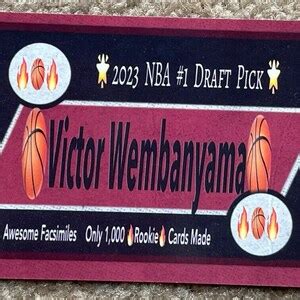 2023 NBA #1 Draft Pick
Victor Wembanyama
Awesome Facsimiles Only 1,000 Rookie Cards Made